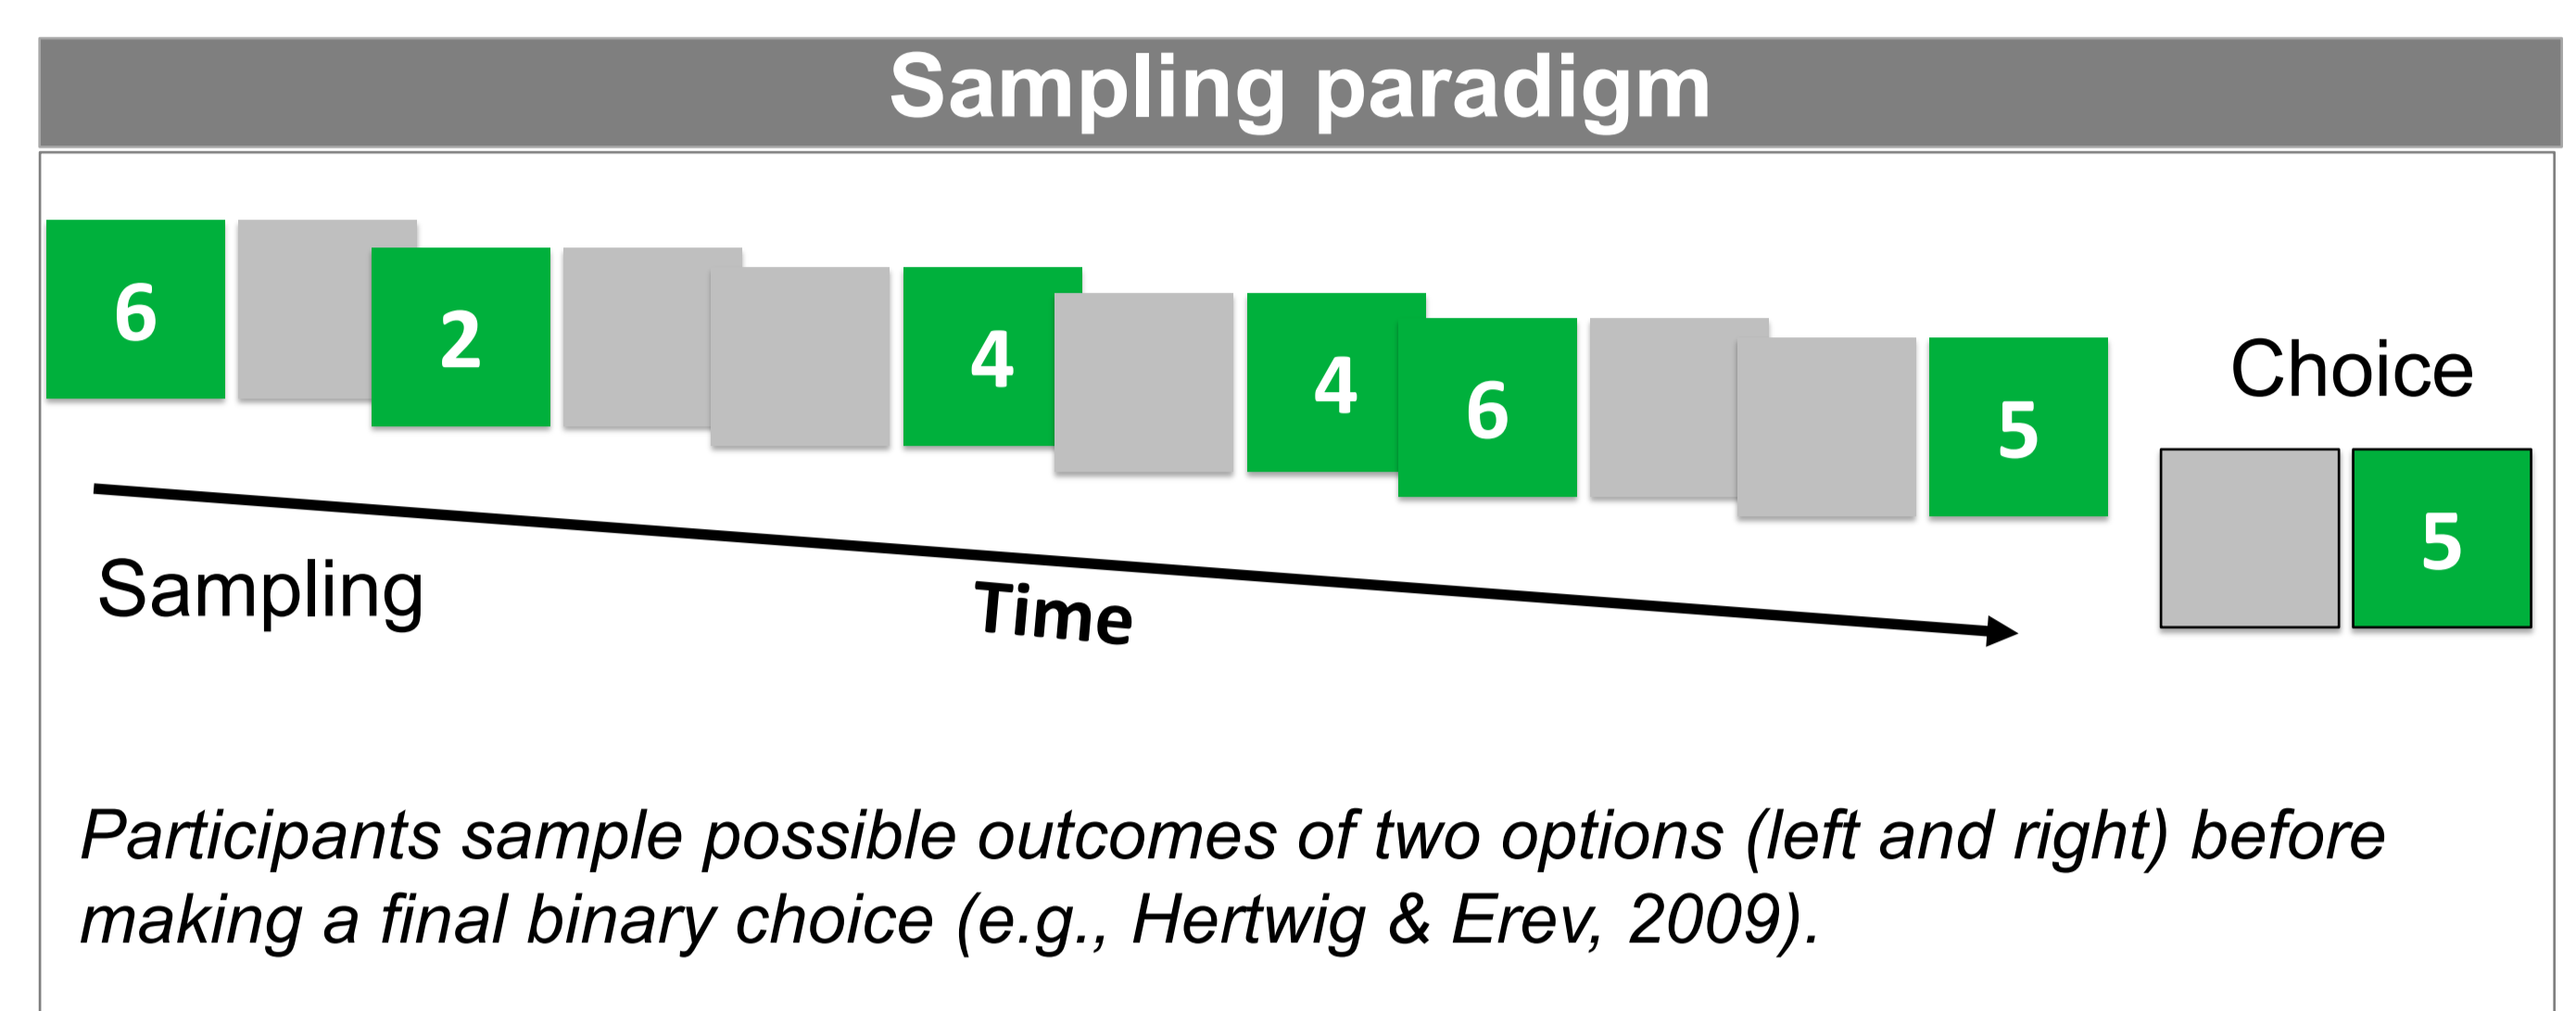 Sampling paradigm
6 2 4 4 6 5
Choice
5
Sampling
Time
Participants sample possible outcomes of two options (left and right) before
making a final binary choice (e.g., Hertwig & Erev, 2009).